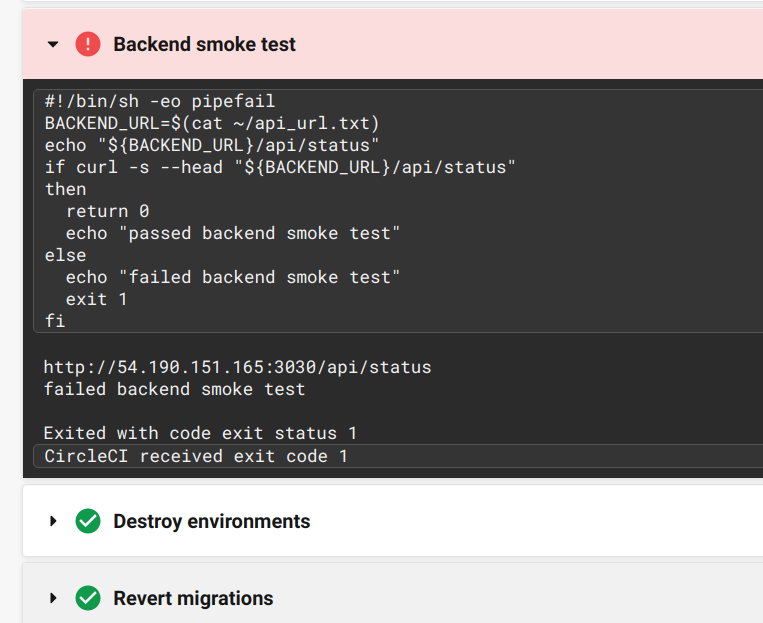 Backend smoke test
#!/bin/sh -eo pipefail
BACKEND_URL=$(cat ~/api_url.txt)
echo "${BACKEND_URL}/api/status"
if curl -s --head "${BACKEND_URL}/api/status"
then
  return 0
  echo "passed backend smoke test"
else
  echo "failed backend smoke test"
  exit 1
fi
http://54.190.151.165:3030/api/status
failed backend smoke test
Exited with code exit status 1
CircleCI received exit code 1
Destroy environments
Revert migrations